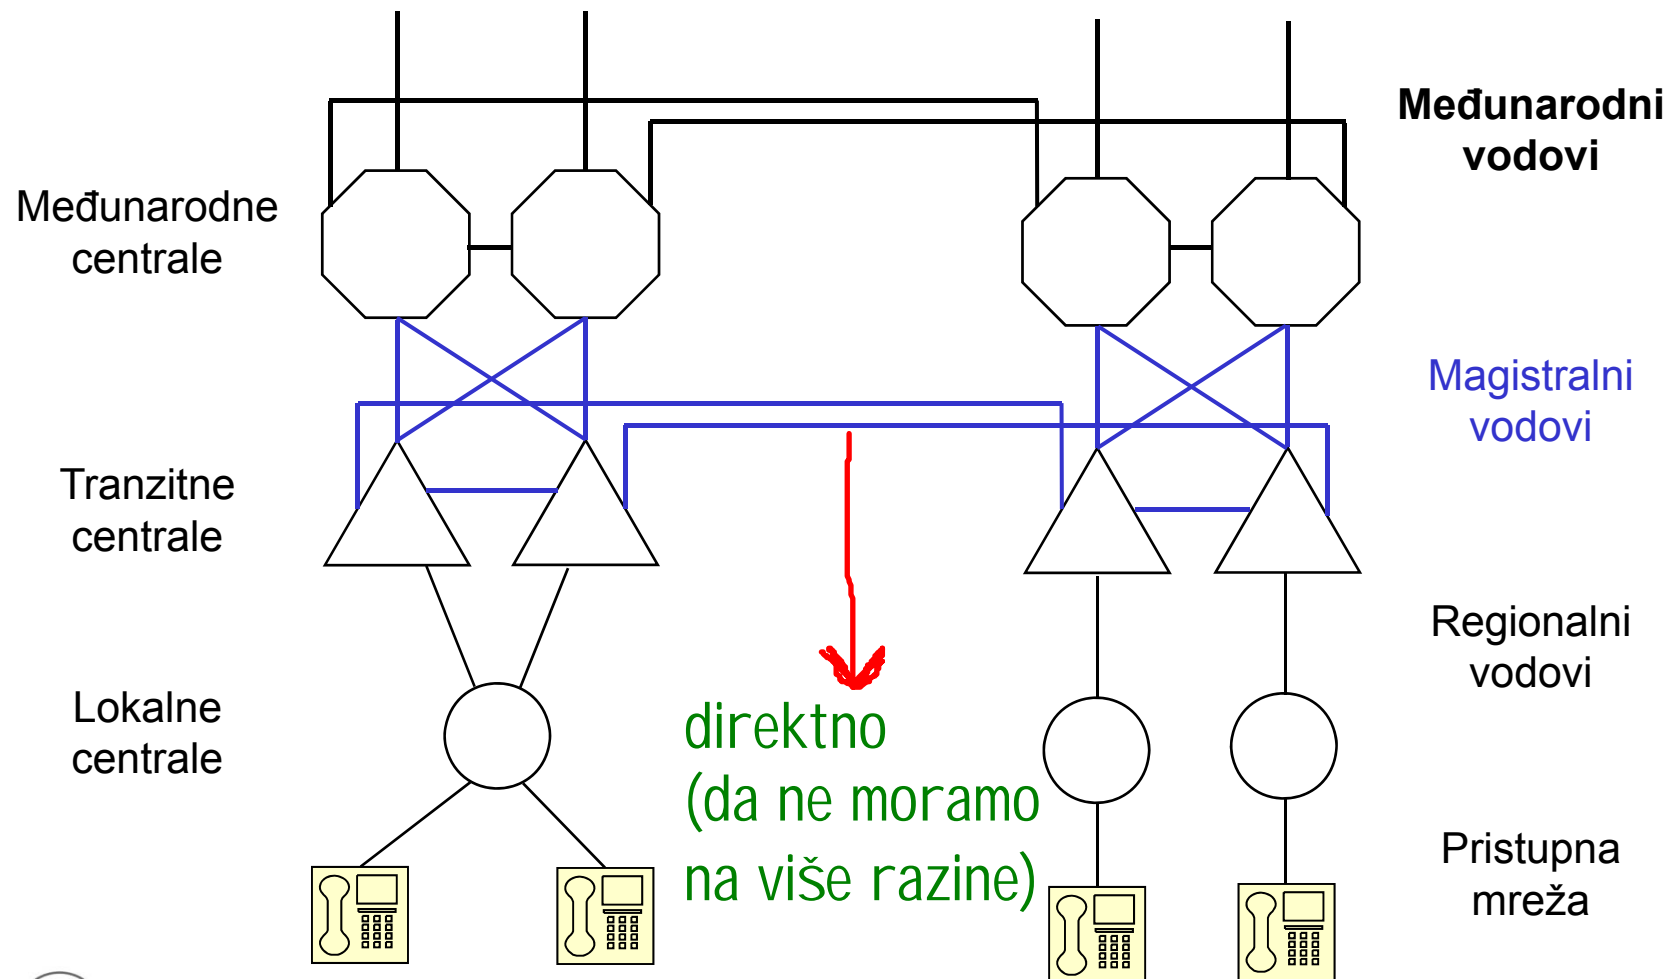 Međunarodni
vodovi
Međunarodne
centrale
Magistralni
vodovi
Tranzitne
centrale
Regionalni
vodovi
Lokalne
centrale
direktno
(da ne moramo
na više razine)
Pristupna
mreža